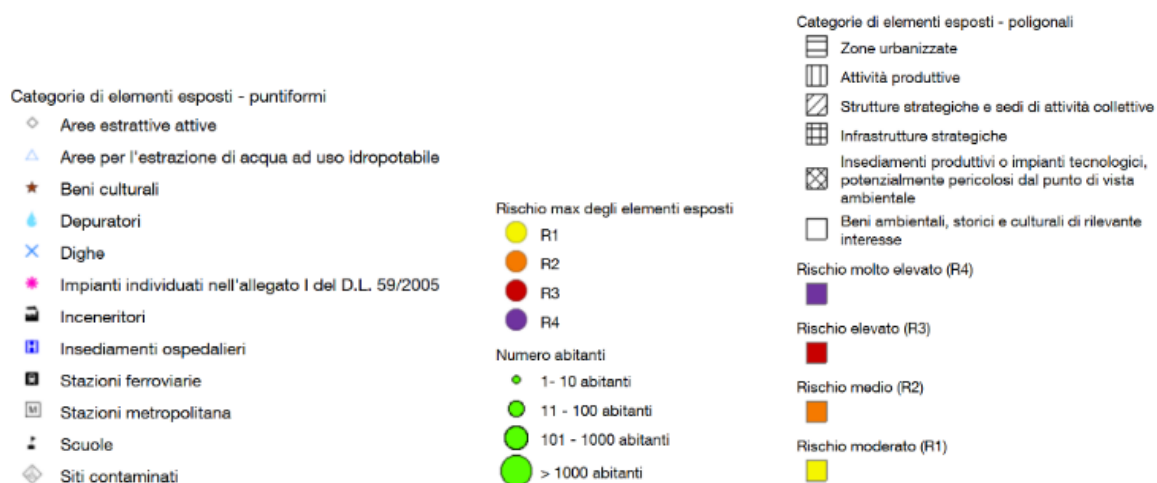 Categorie di elementi esposti - puntiformi
Aree estrattive attive
Aree per l'estrazione di acqua ad uso idropotabile
Beni culturali
Depuratori
Dighe
Impianti individuati nell'allegato I del D.L. 59/2005
Inceneritori
H
Insediamenti ospedalieri
Stazioni ferroviarie
M
Stazioni metropolitana
Scuole
Siti contaminati
Rischio max degli elementi esposti
R1
R2
R3
R4
Numero abitanti
1- 10 abitanti
11 - 100 abitanti
101 - 1000 abitanti
> 1000 abitanti
Categorie di elementi esposti - poligonali
Zone urbanizzate
Attività produttive
Strutture strategiche e sedi di attività collettive
Infrastrutture strategiche
Insediamenti produttivi o impianti tecnologici,
potenzialmente pericolosi dal punto di vista
ambientale
Beni ambientali, storici e culturali di rilevante
interesse
Rischio molto elevato (R4)
Rischio elevato (R3)
Rischio medio (R2)
Rischio moderato (R1)